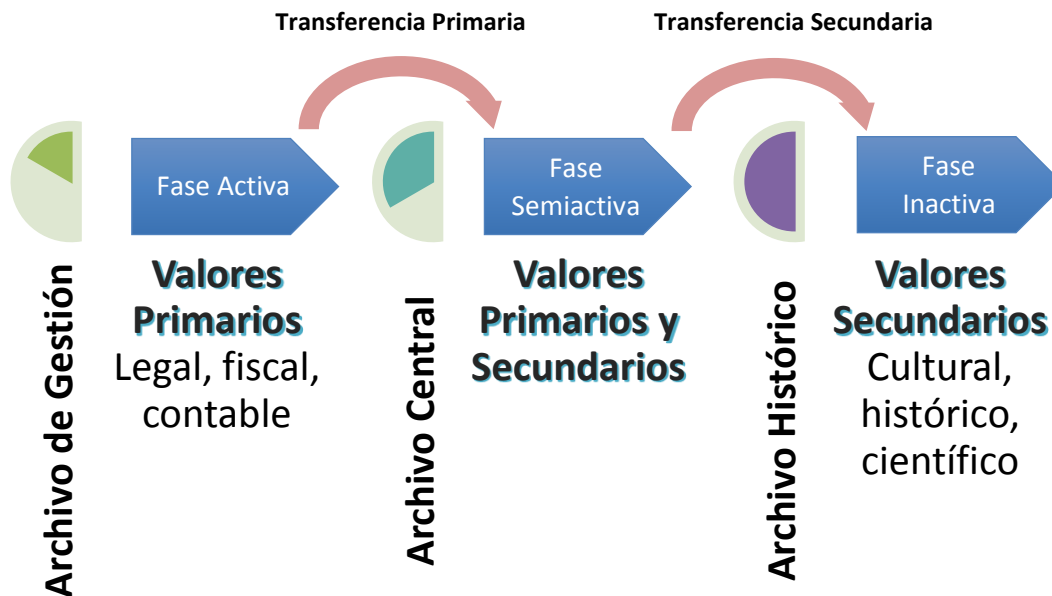 Transferencia Primaria
Transferencia Secundaria
Archivo de Gestión
Fase Activa
Valores
Primarios
Legal, fiscal,
contable
Archivo Central
Fase
Semiactiva
Valores
Primarios y
Secundarios
Archivo Histórico
Fase
Inactiva
Valores
Secundarios
Cultural,
histórico,
científico